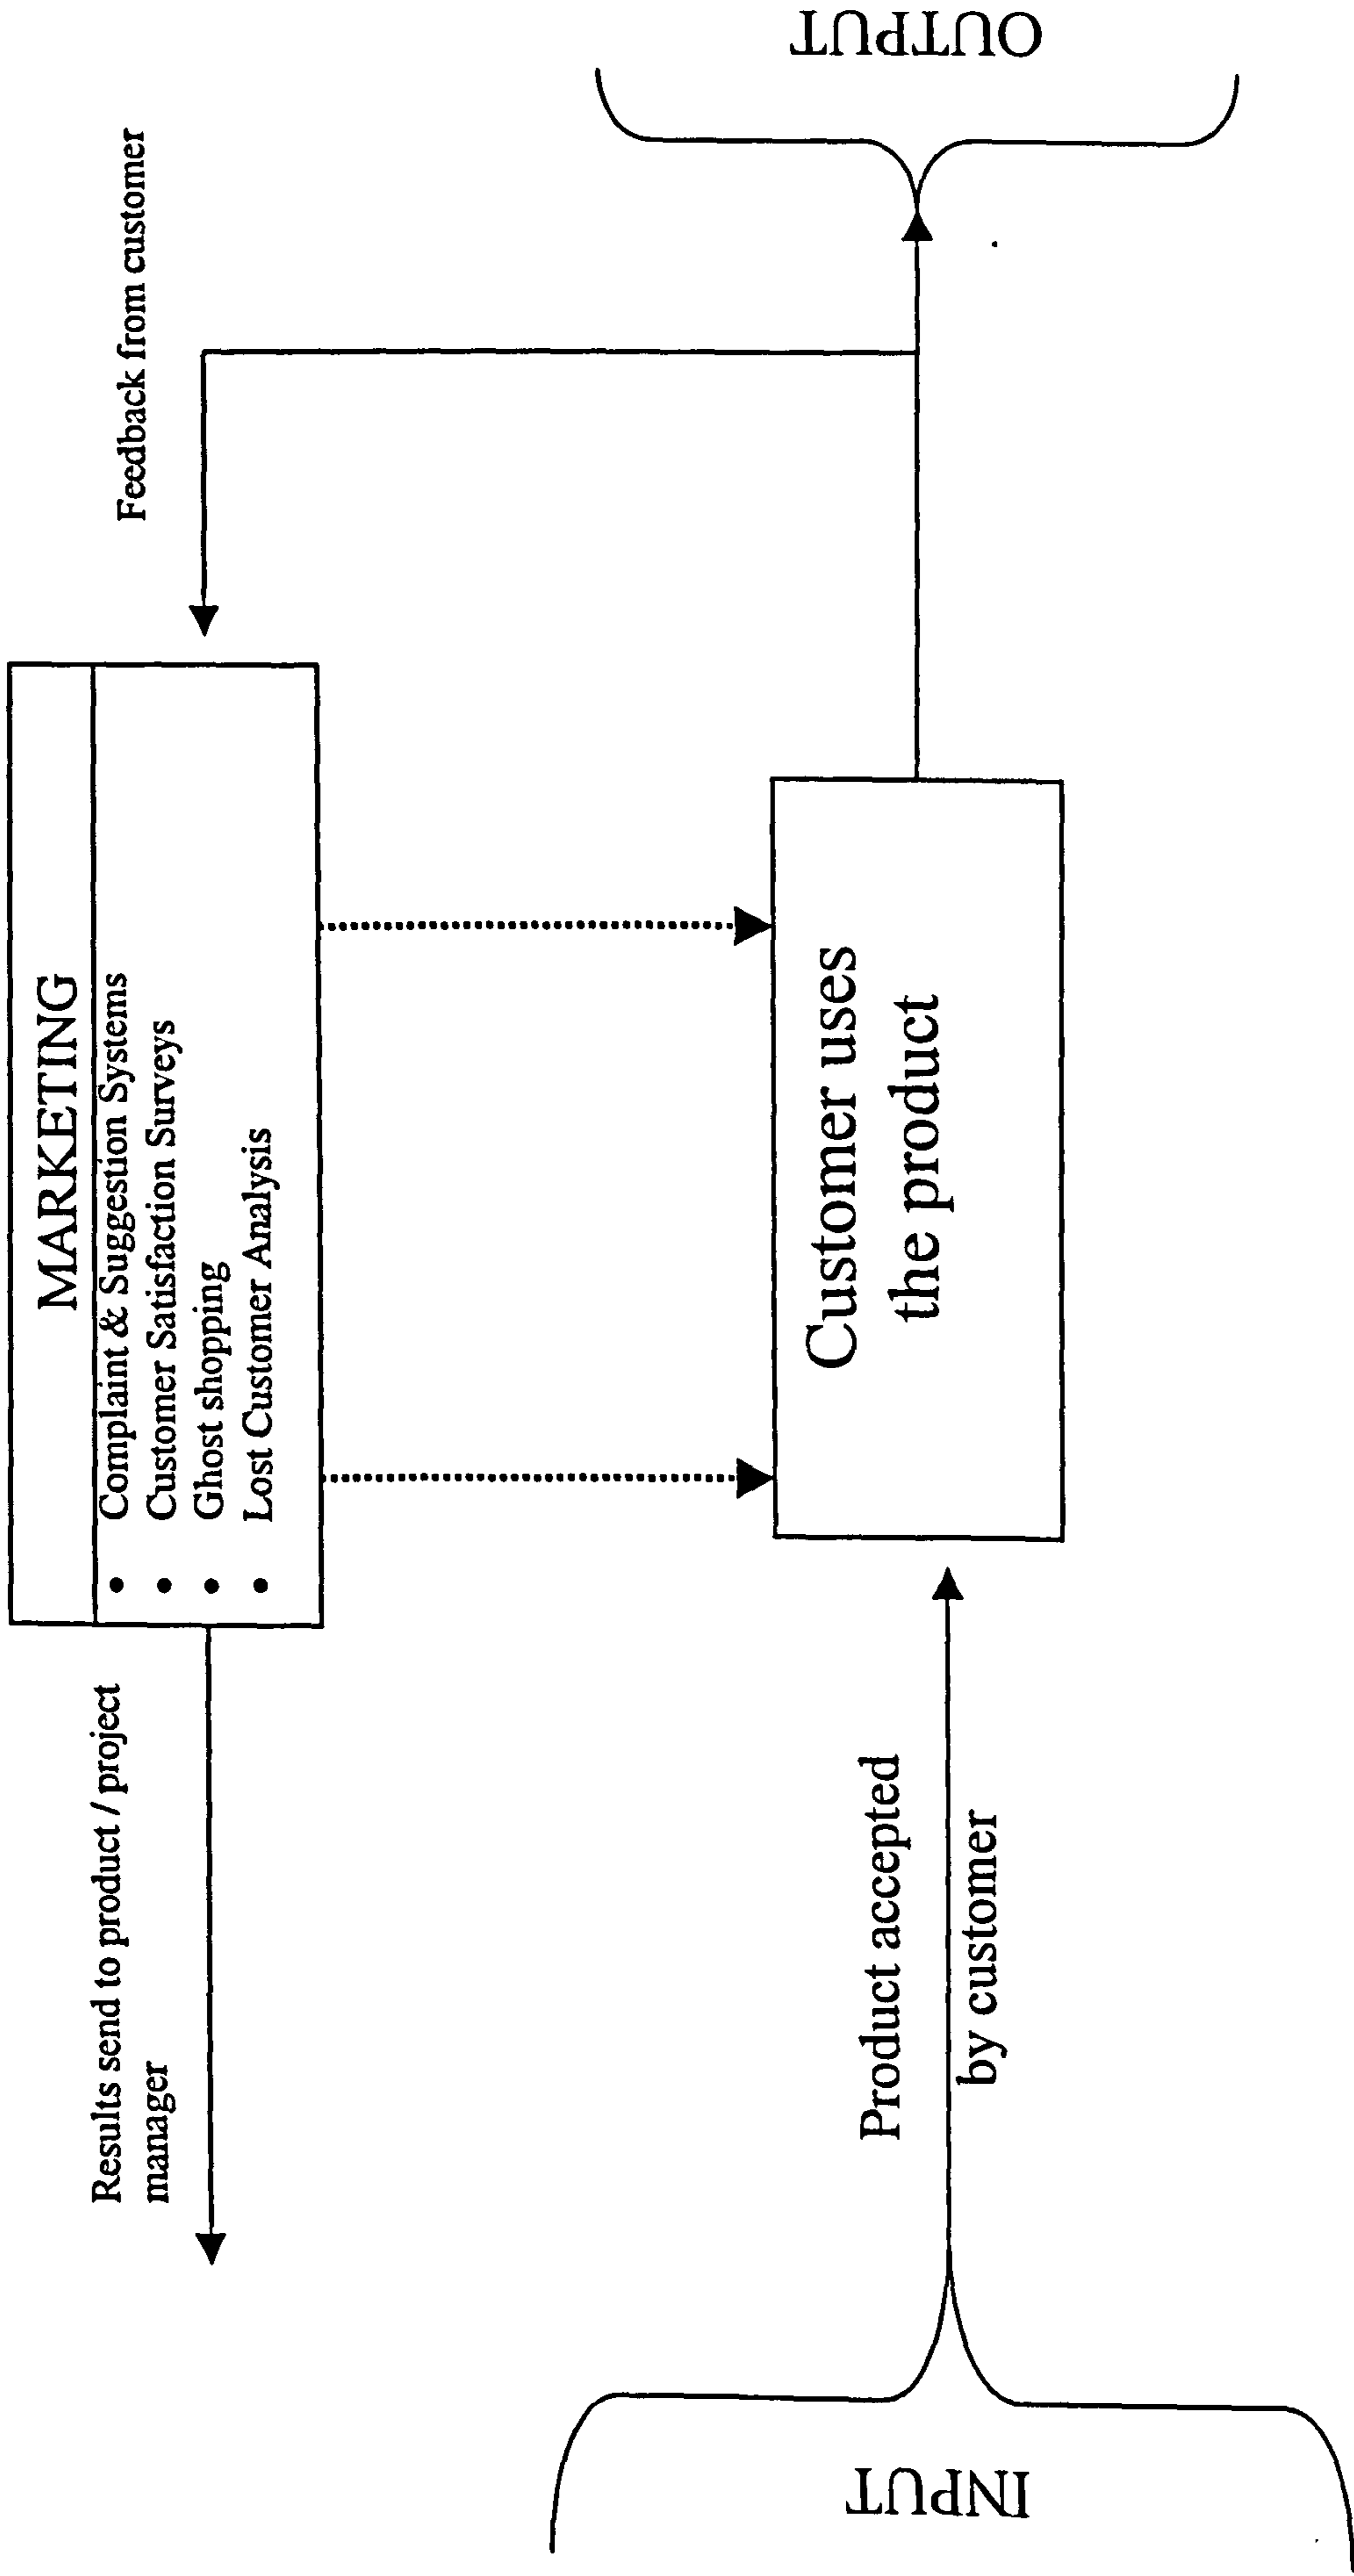 MARKETING
• Complaint & Suggestion Systems
• Customer Satisfaction Surveys
• Ghost shopping
• Lost Customer Analysis
Results send to product / project
manager
Feedback from customer
INPUT
Product accepted
by customer
Customer uses
the product
OUTPUT